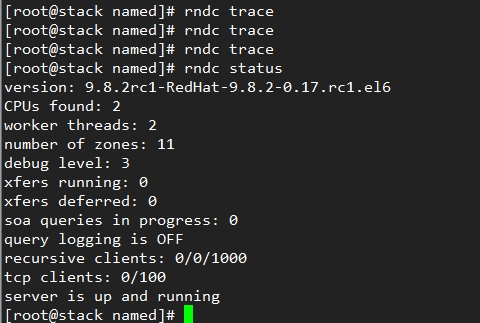 [root@stack named]# rndc trace
[root@stack named]# rndc trace
[root@stack named]# rndc trace
[root@stack named]# rndc status
version: 9.8.2rc1-RedHat-9.8.2-0.17.rc1.el6
CPUs found: 2
worker threads: 2
number of zones: 11
debug level: 3
xfers running: 0
xfers deferred: 0
soa queries in progress: 0
query logging is OFF
recursive clients: 0/0/1000
tcp clients: 0/100
server is up and running
[root@stack named]#